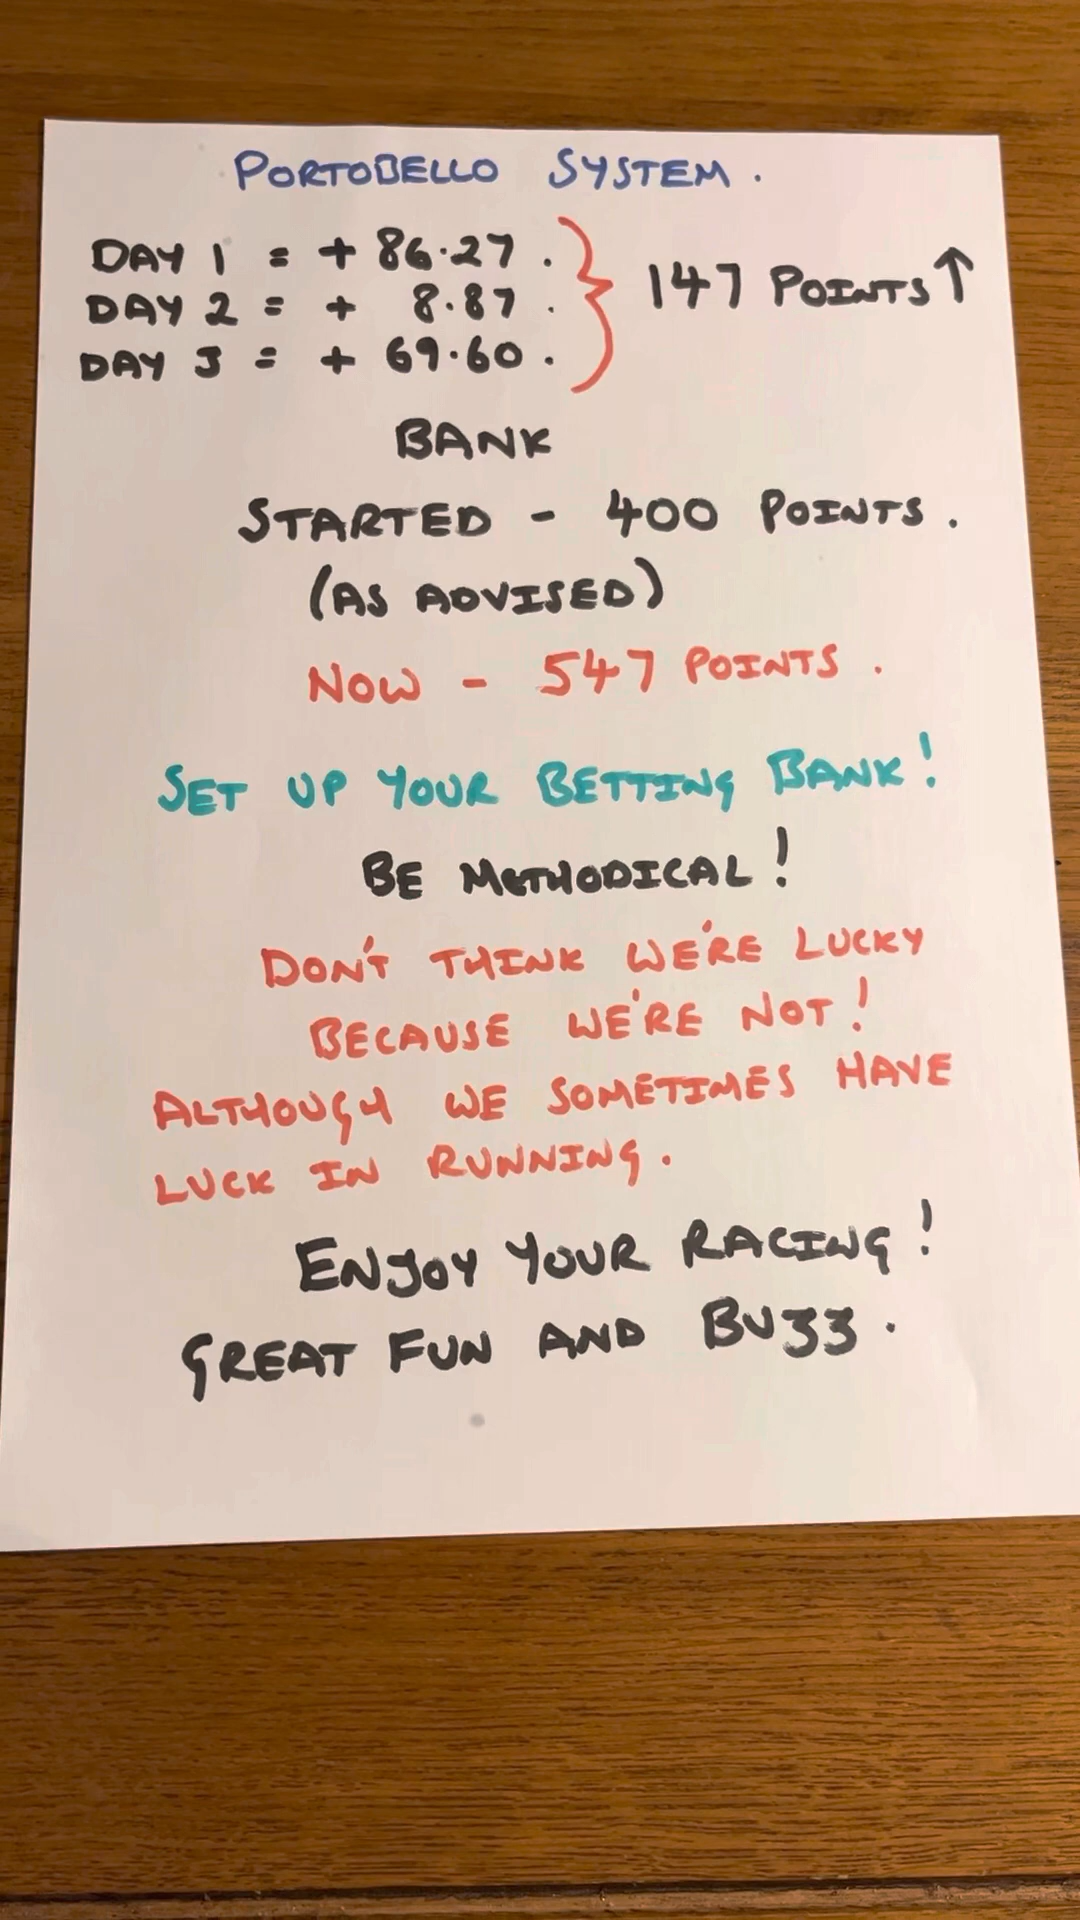 PORTOBELLO SYSTEM.
DAY 1 = + 86.27.
DAY 2 = + 8.87.
DAY 3 = + 69.60.
147 POINTS ↑
BANK
STARTED - 400 POINTS.
(AS ADVISED)
NOW - 547 POINTS.
SET UP YOUR BETTING BANK!
BE METHODICAL!
DON'T THINK WE'RE LUCKY
BECAUSE WE'RE NOT!
ALTHOUGH WE SOMETIMES HAVE
LUCK IN RUNNING.
ENJOY YOUR RACING!
GREAT FUN AND BUZZ.